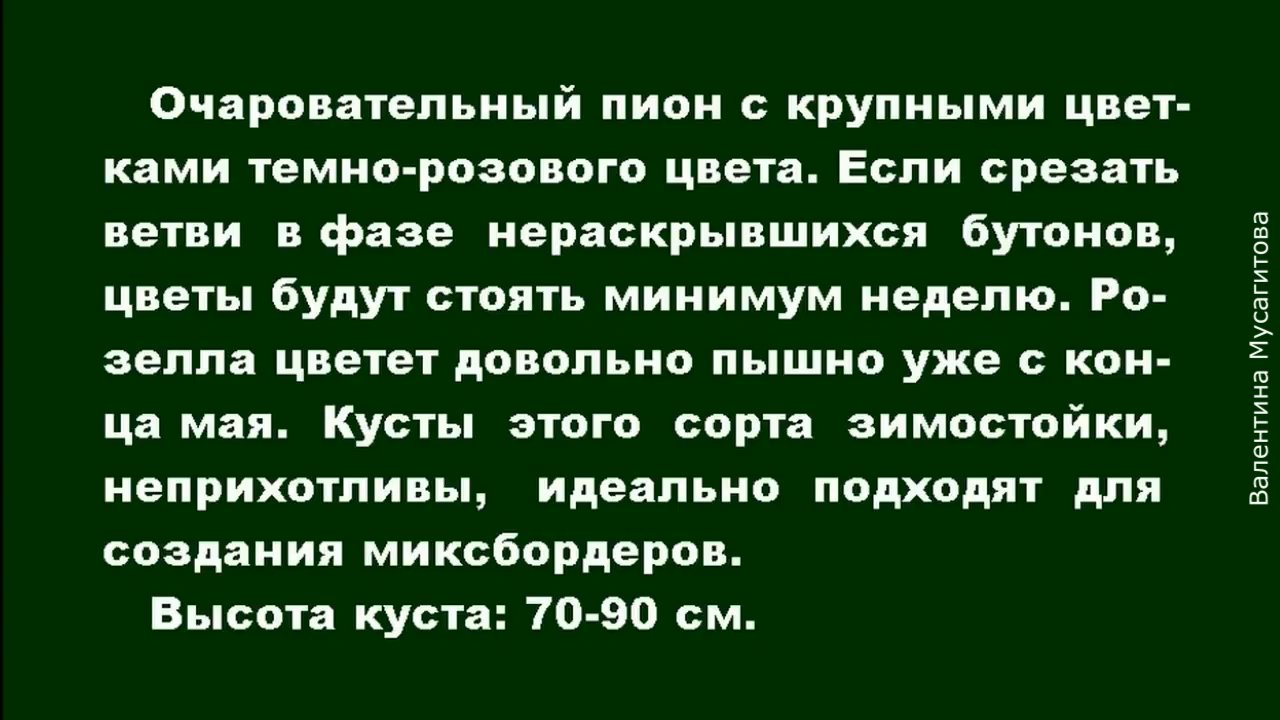 Очаровательный пион с крупными цвет-
ками темно-розового цвета. Если срезать
ветви в фазе нераскрывшихся бутонов,
цветы будут стоять минимум неделю. Ро-
зелла цветет довольно пышно уже с кон-
ца мая. Кусты этого сорта зимостойки,
неприхотливы, идеально подходят для
создания миксбордеров.
Высота куста: 70-90 см.
Валентина Мусагитова